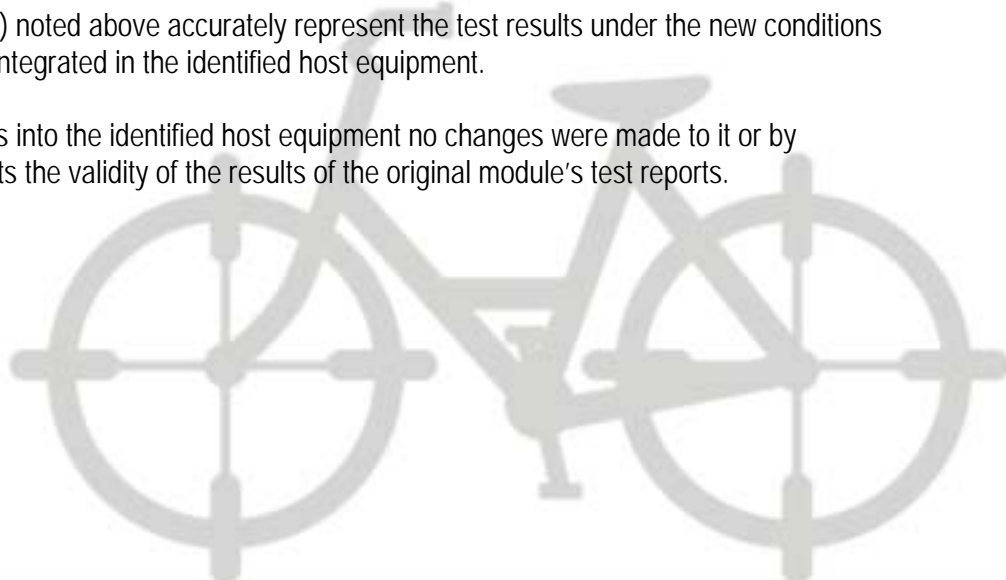 ) noted above accurately represent the test results under the new conditions
ntegrated in the identified host equipment.
s into the identified host equipment no changes were made to it or by
ts the validity of the results of the original module's test reports.